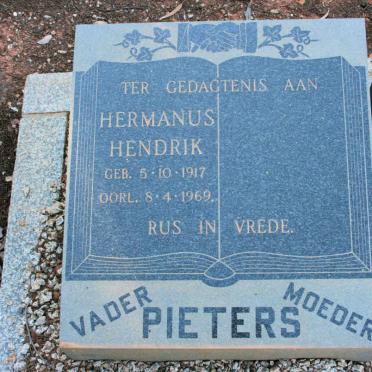 TER GEDAGTENIS AAN
HERMANUS
HENDRIK
GEB. 5·10·1917
OORL. 8·4·1969.
RUS IN VREDE.
VADER MOEDER
PIETERS